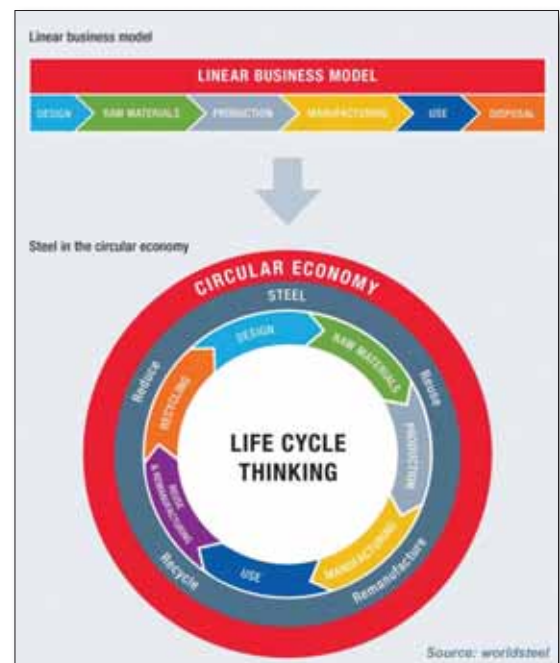 Linear business model
LINEAR BUSINESS MODEL
DESIGN
RAW MATERIALS
PRODUCTION
MANUFACTURING
USE
DISPOSAL
Steel in the circular economy
CIRCULAR ECONOMY
STEEL
DESIGN
RAW MATERIALS
PRODUCTION
MANUFACTURING
USE
REUSE
& REMANUFACTURING
RECYCLING
Reduce
Reuse
Remanufacture
Recycle
LIFE CYCLE
THINKING
Source: worldsteel